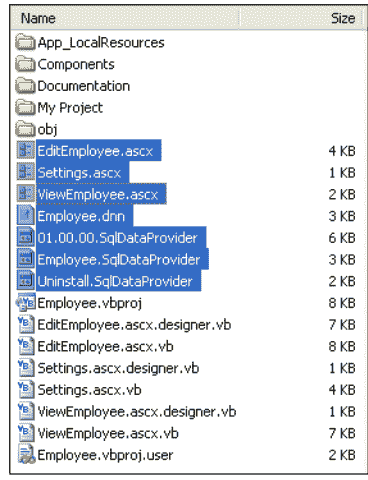 Name Size
App_LocalResources
Components
Documentation
My Project
obj
EditEmployee.ascx 4 KB
Settings.ascx 1 KB
ViewEmployee.ascx 2 KB
Employee.dnn 3 KB
01.00.00.SqlDataProvider 6 KB
Employee.SqlDataProvider 3 KB
Uninstall.SqlDataProvider 2 KB
Employee.vbproj 8 KB
EditEmployee.ascx.designer.vb 7 KB
EditEmployee.ascx.vb 8 KB
Settings.ascx.designer.vb 1 KB
Settings.ascx.vb 4 KB
ViewEmployee.ascx.designer.vb 1 KB
ViewEmployee.ascx.vb 7 KB
Employee.vbproj.user 2 KB